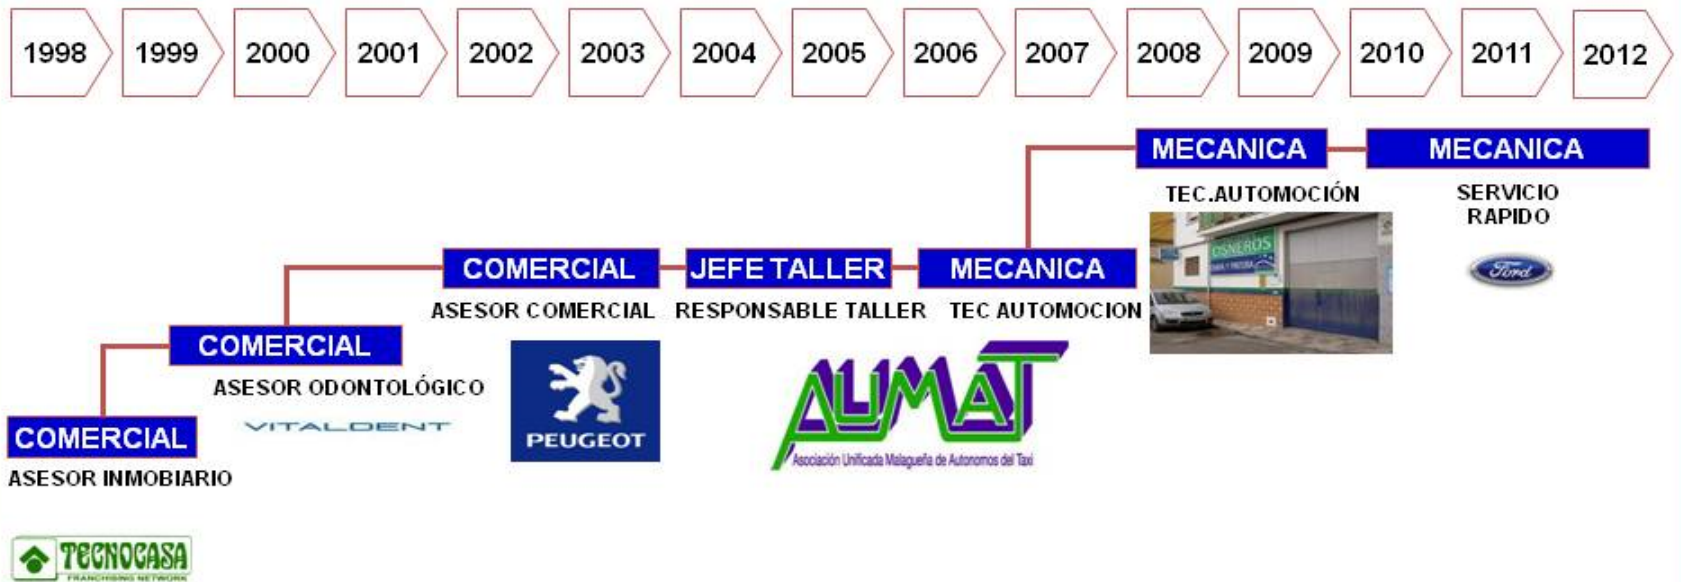 1998 1999 2000 2001 2002 2003 2004 2005 2006 2007 2008 2009 2010 2011 2012
MECANICA
TEC.AUTOMOCIÓN
CISNEROS
MECANICA
SERVICIO
RAPIDO
Ford
COMERCIAL
ASESOR COMERCIAL
PEUGEOT
JEFE TALLER
RESPONSABLE TALLER
MECANICA
TEC AUTOMOCION
AUMAT
Asociación Unificada Malagueña de Autonomos del Taxi
COMERCIAL
ASESOR ODONTOLÓGICO
VITALDENT
COMERCIAL
ASESOR INMOBIARIO
TECNOCASA
FRANCHISING NETWORK